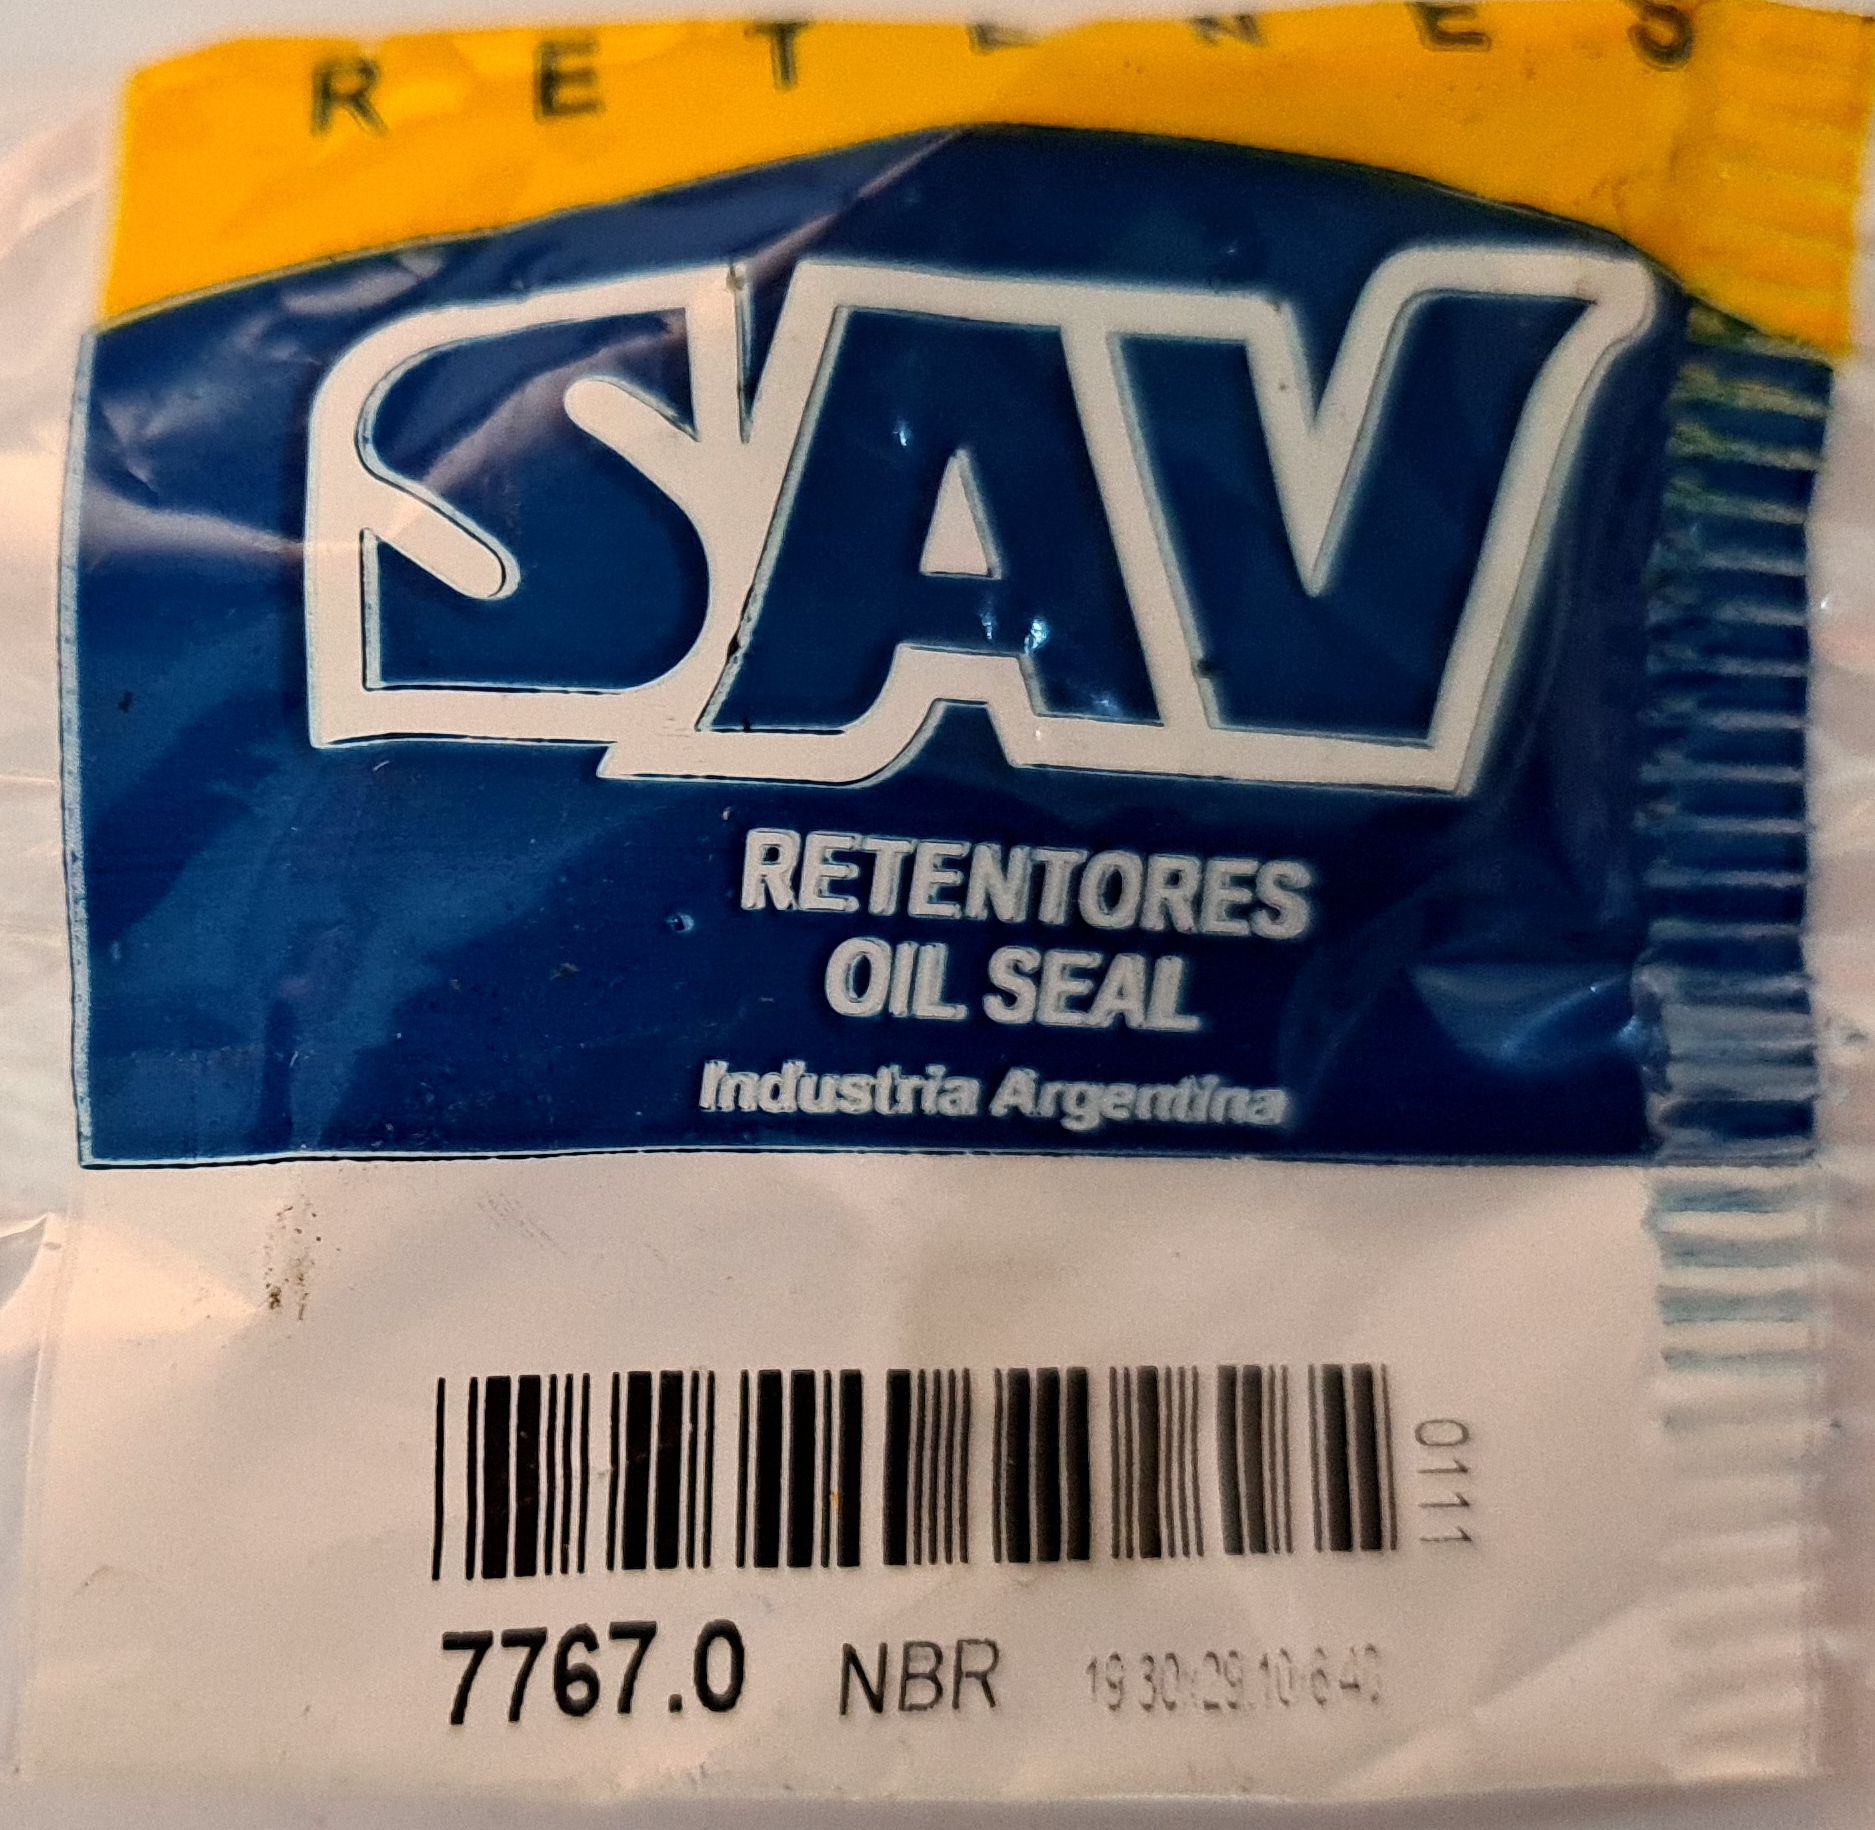 RETENES
SAV
RETENTORES
OIL SEAL
Industria Argentina
0111
7767.0 NBR